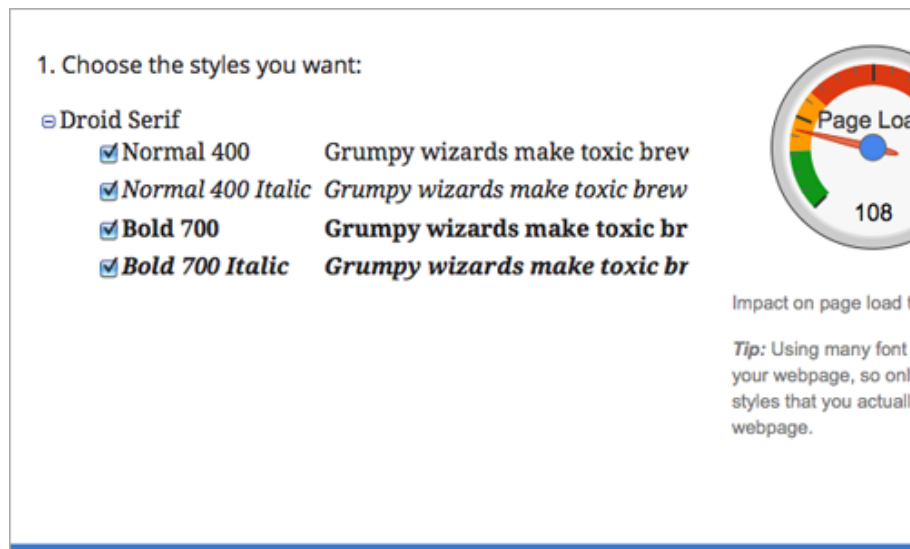 1. Choose the styles you want:
Droid Serif
Normal 400 Grumpy wizards make toxic brew
Normal 400 Italic Grumpy wizards make toxic brew
Bold 700 Grumpy wizards make toxic br
Bold 700 Italic Grumpy wizards make toxic br
Page Loa
108
Impact on page load t
Tip: Using many font
your webpage, so onl
styles that you actuall
webpage.